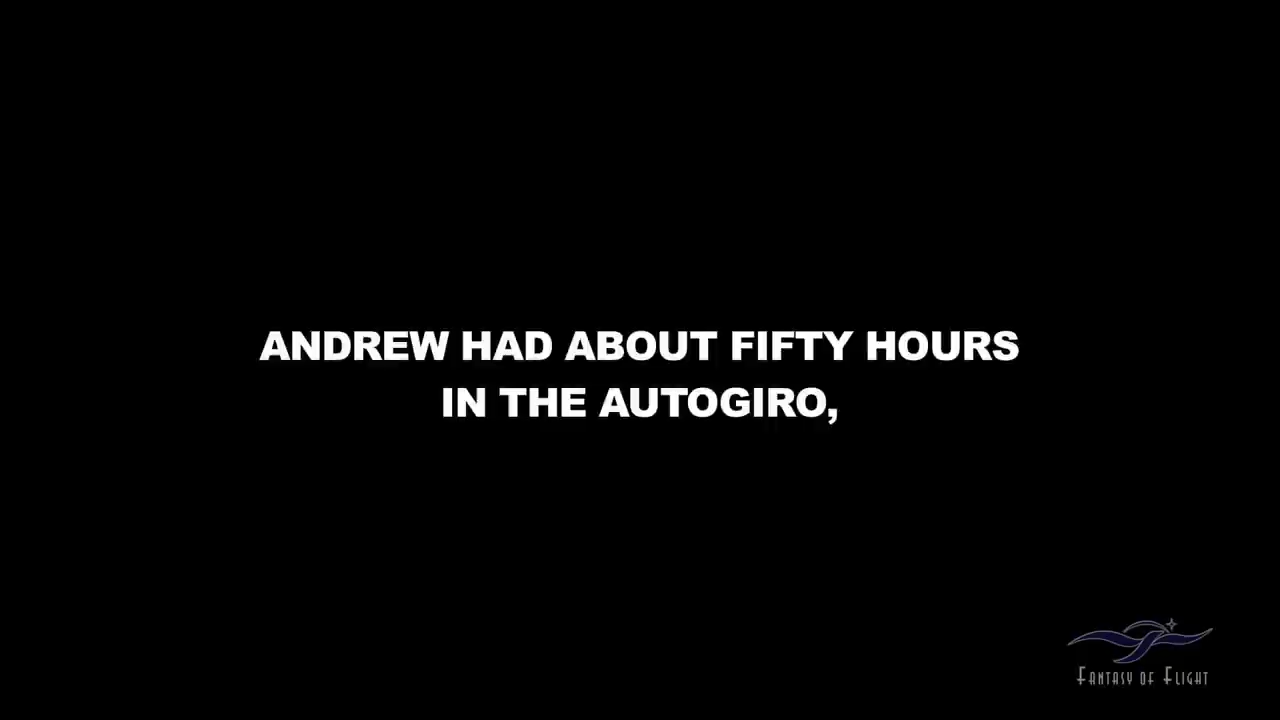 ANDREW HAD ABOUT FIFTY HOURS
IN THE AUTOGIRO,
FANTASY OF FLIGHT